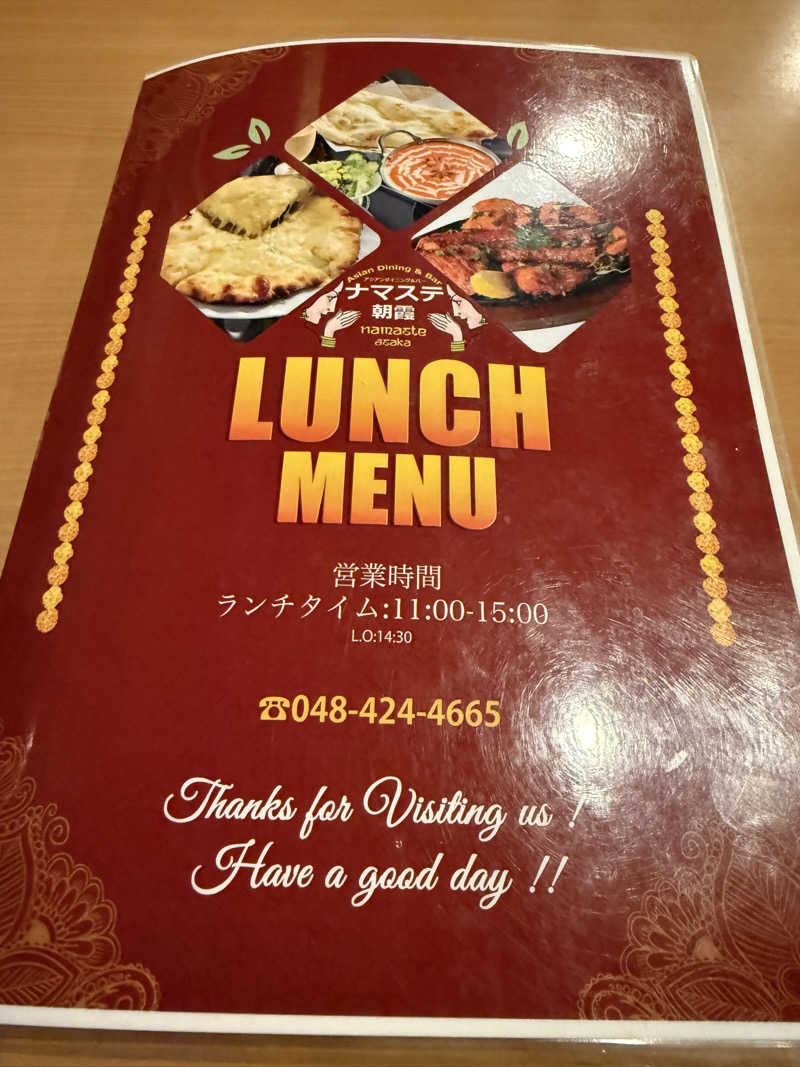 Asian Dining & Bar
アジアンダイニング&バー
ナマステ
朝霞
namaste
asaka
LUNCH
MENU
営業時間
ランチタイム:11:00-15:00
L.O:14:30
☎048-424-4665
Thanks for Visiting us !
Have a good day !!